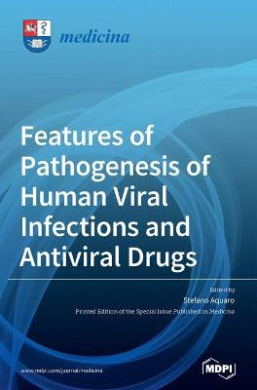 medicina
Features of
Pathogenesis of
Human Viral
Infections and
Antiviral Drugs
Edited by
Stefano Aquaro
Printed Edition of the Special Issue Published in Medicina
www.mdpi.com/journal/medicina
MDPI